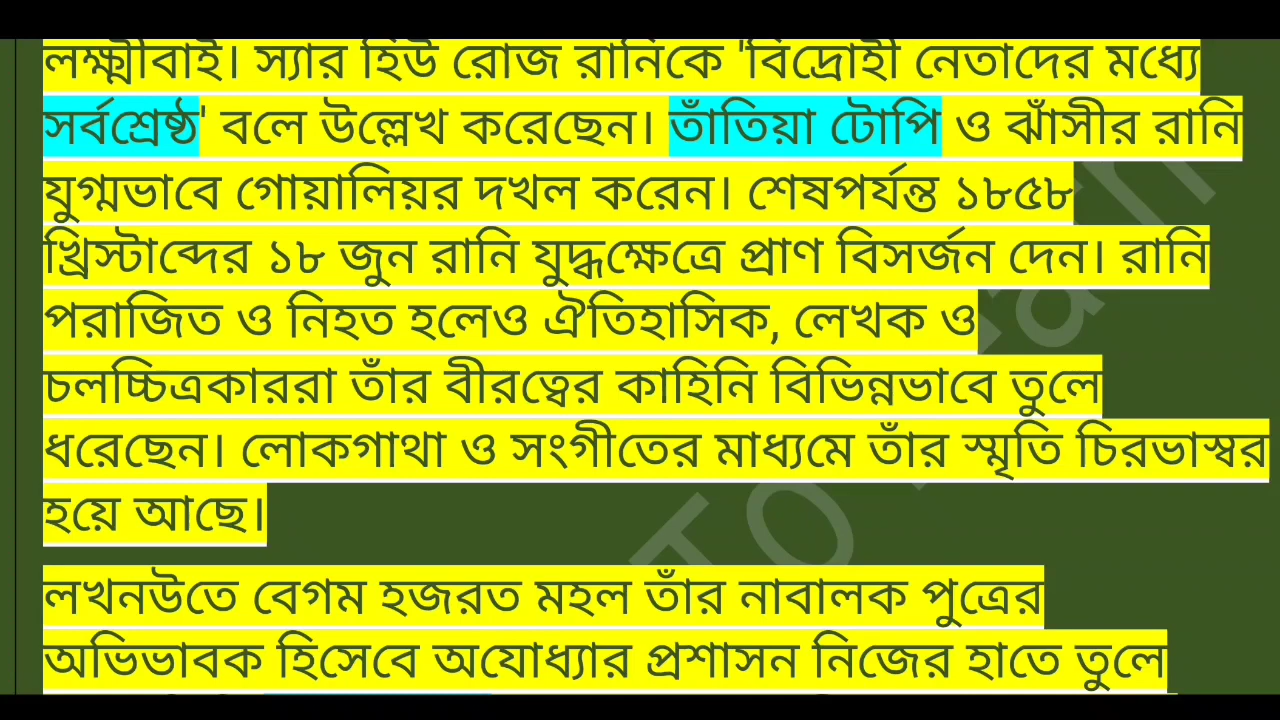 লক্ষ্মীবাই। স্যার হিউ রোজ রানিকে 'বিদ্রোহী নেতাদের মধ্যে
সর্বশ্রেষ্ঠ' বলে উল্লেখ করেছেন। তাঁতিয়া টোপি ও ঝাঁসীর রানি
যুগ্মভাবে গোয়ালিয়র দখল করেন। শেষপর্যন্ত ১৮৫৮
খ্রিস্টাব্দের ১৮ জুন রানি যুদ্ধক্ষেত্রে প্রাণ বিসর্জন দেন। রানি
পরাজিত ও নিহত হলেও ঐতিহাসিক, লেখক ও
চলচ্চিত্রকাররা তাঁর বীরত্বের কাহিনি বিভিন্নভাবে তুলে
ধরেছেন। লোকগাথা ও সংগীতের মাধ্যমে তাঁর স্মৃতি চিরভাস্বর
হয়ে আছে।
লখনউতে বেগম হজরত মহল তাঁর নাবালক পুত্রের
অভিভাবক হিসেবে অযোধ্যার প্রশাসন নিজের হাতে তুলে